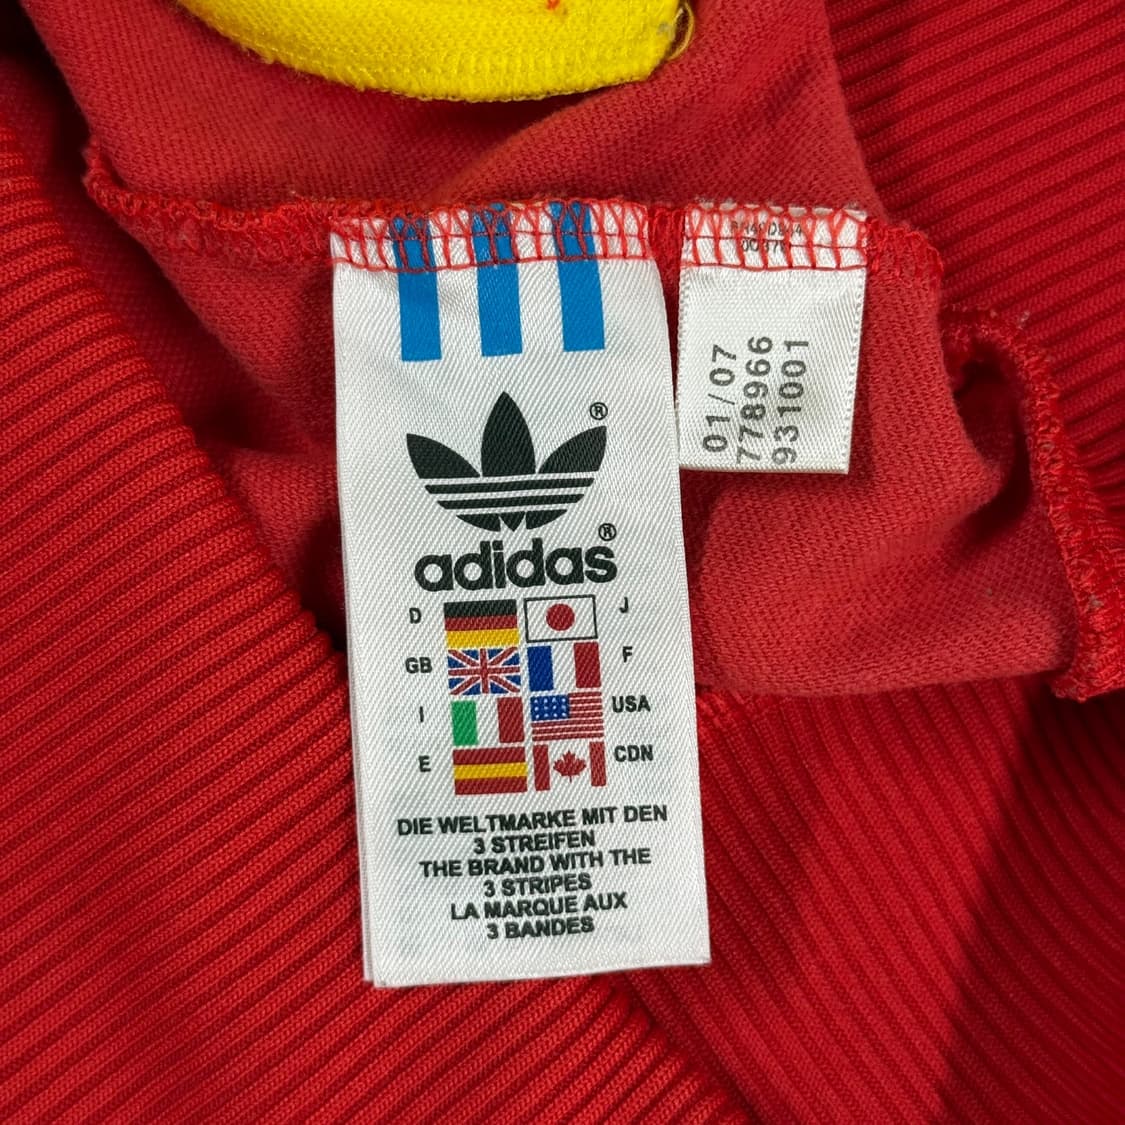 ®
adidas®
D
J
GB
F
I
USA
E
CDN
DIE WELTMARKE MIT DEN
3 STREIFEN
THE BRAND WITH THE
3 STRIPES
LA MARQUE AUX
3 BANDES
01/07
778966
931001